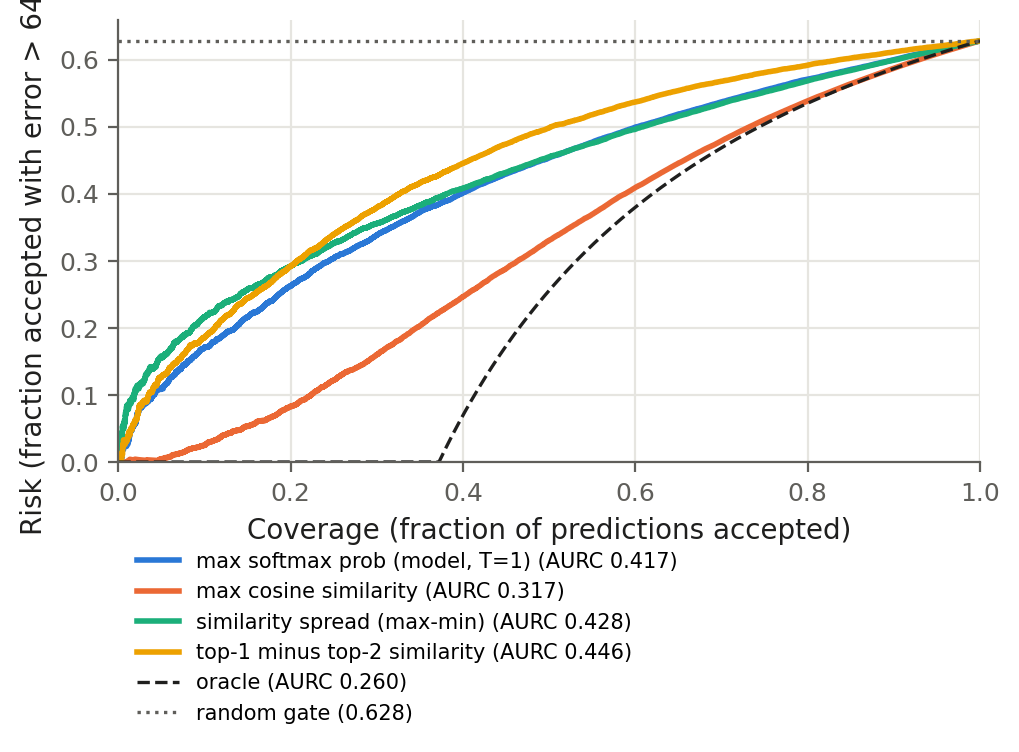 Risk (fraction accepted with error > 64
0.6
0.5
0.4
0.3
0.2
0.1
0.0
0.0 0.2 0.4 0.6 0.8 1.0
Coverage (fraction of predictions accepted)
max softmax prob (model, T=1) (AURC 0.417)
max cosine similarity (AURC 0.317)
similarity spread (max-min) (AURC 0.428)
top-1 minus top-2 similarity (AURC 0.446)
oracle (AURC 0.260)
random gate (0.628)